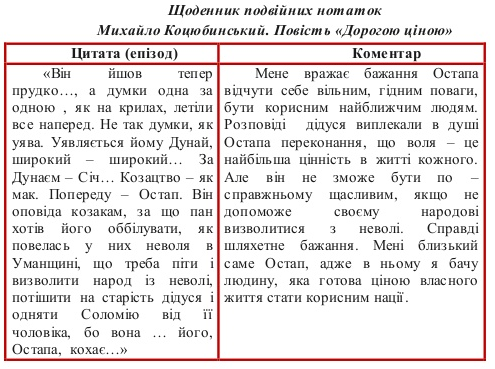 Щоденник подвійних нотаток
Михайло Коцюбинський. Повість «Дорогою ціною»
Цитата (епізод)
«Він йшов тепер
прудко…, а думки одна за
одною , як на крилах, летіли
все наперед. Не так думки, як
уява. Уявляється йому Дунай,
широкий – широкий… За
Дунаєм – Січ… Козацтво – як
мак. Попереду – Остап. Він
оповіда козакам, за що пан
хотів його оббілувати, як
повелась у них неволя в
Уманщині, що треба піти і
визволити народ із неволі,
потішити на старість дідуся і
одняти Соломію від її
чоловіка, бо вона … його,
Остапа, кохає…»
Коментар
Мене вражає бажання Остапа
відчути себе вільним, гідним поваги,
бути корисним найближчим людям.
Розповіді дідуся виплекали в душі
Остапа переконання, що воля – це
найбільша цінність в житті кожного.
Але він не зможе бути по –
справжньому щасливим, якщо не
допоможе своєму народові
визволитися з неволі. Справді
шляхетне бажання. Мені близький
саме Остап, адже в ньому я бачу
людину, яка готова ціною власного
життя стати корисним нації.